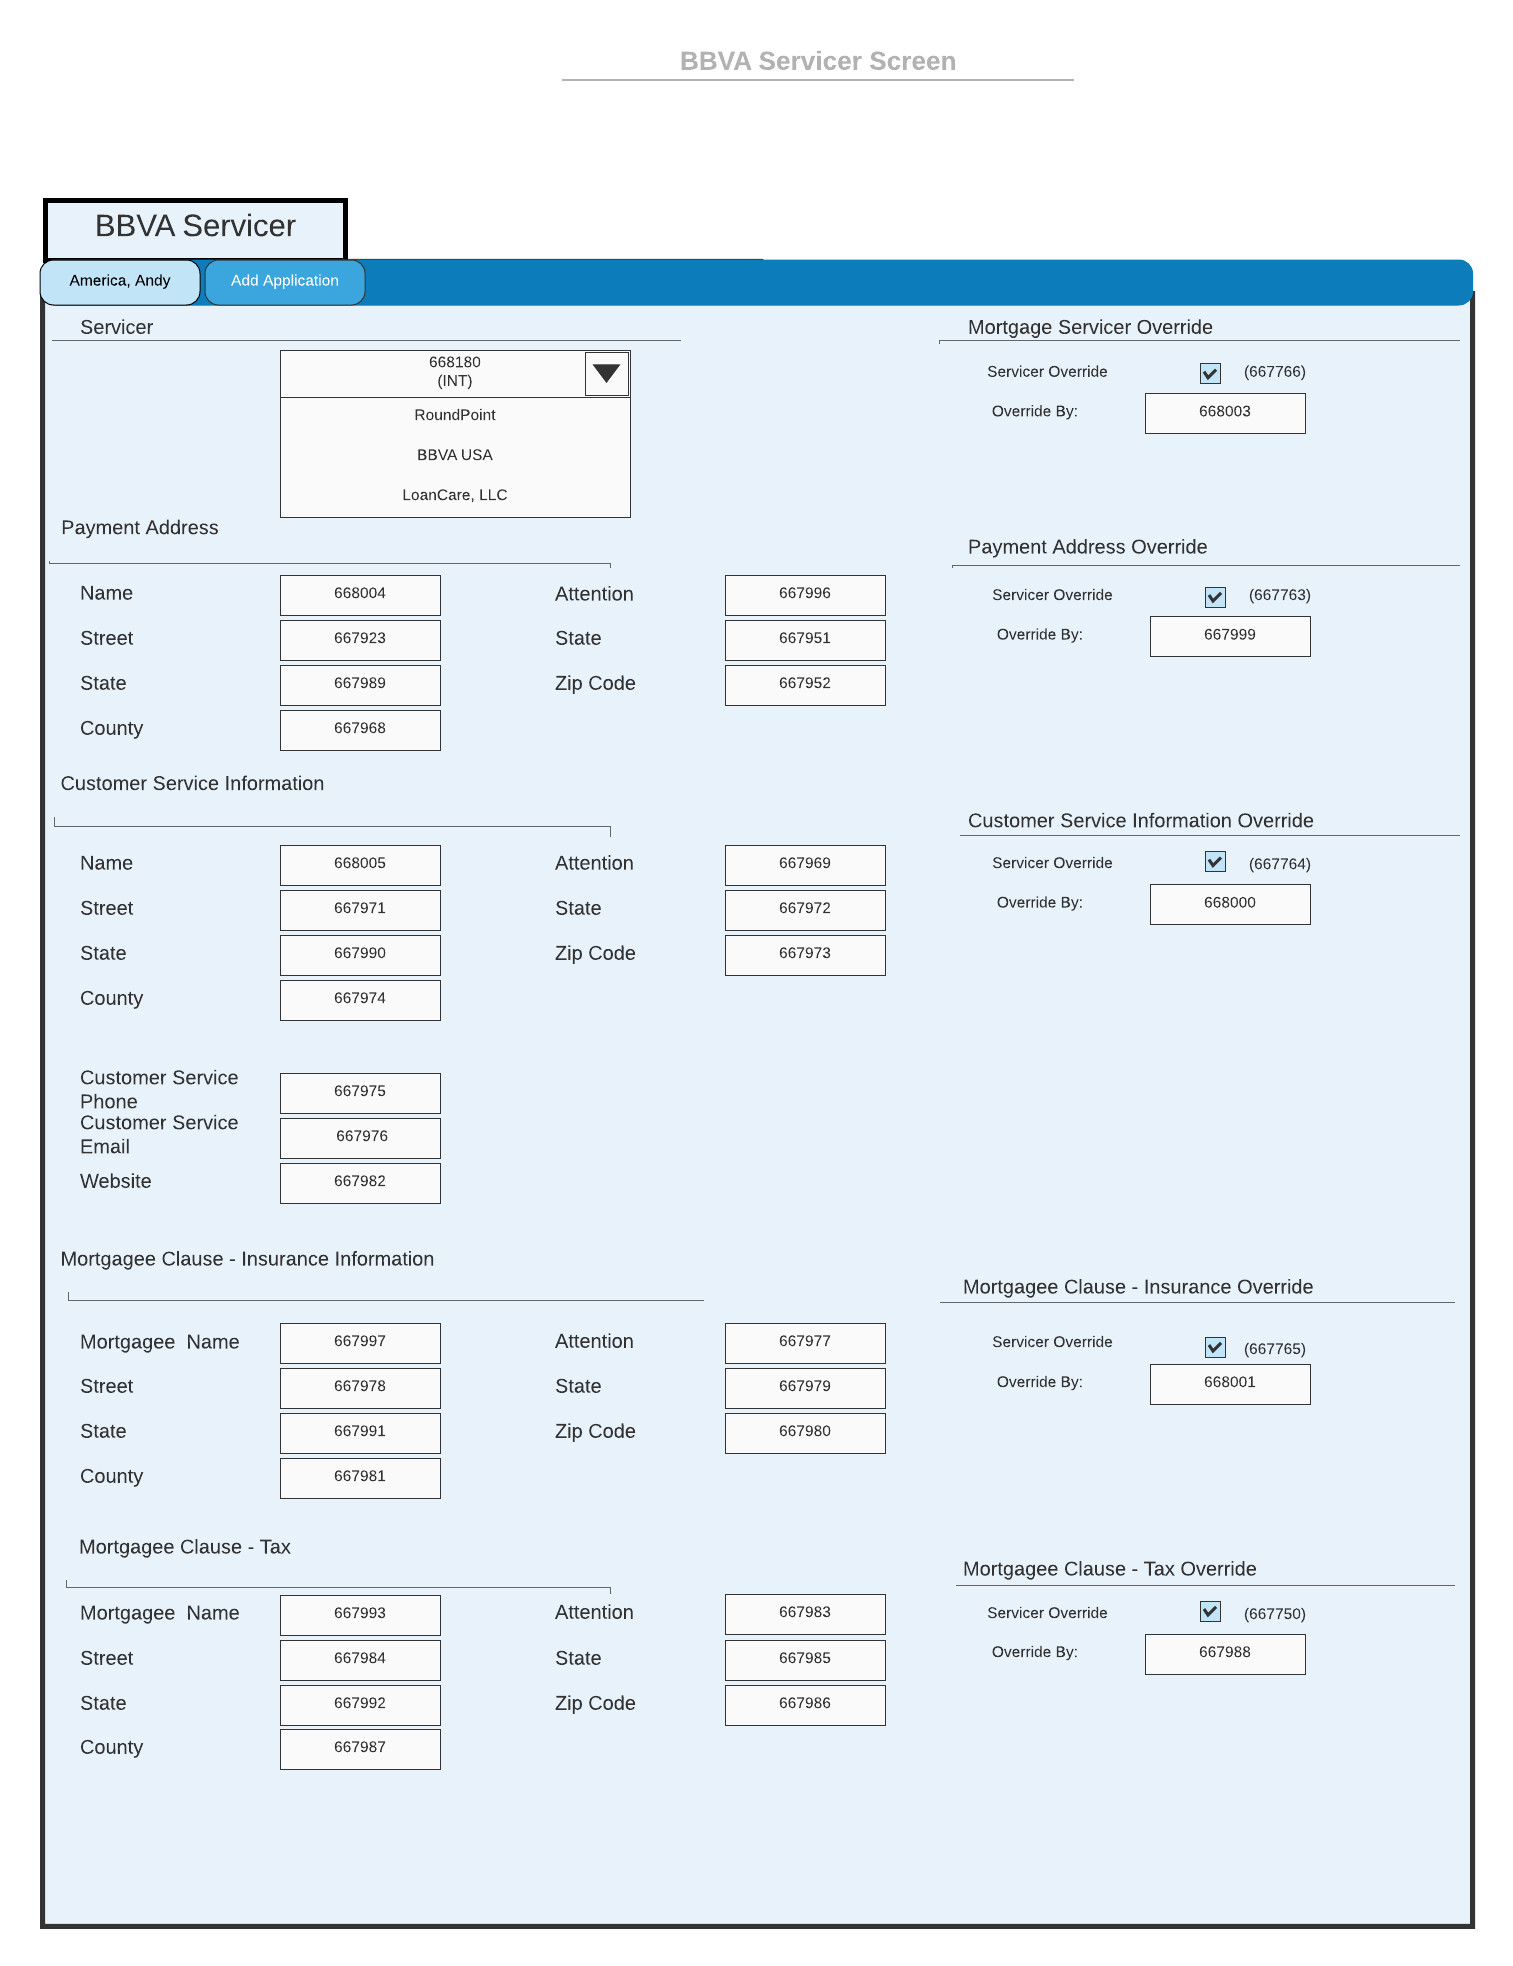 BBVA Servicer Screen
BBVA Servicer
America, Andy
Add Application
Servicer
Mortgage Servicer Override
668180
(INT)
RoundPoint
BBVA USA
LoanCare, LLC
Servicer Override (667766)
Override By: 668003
Payment Address
Payment Address Override
Name 668004 Attention 667996
Servicer Override (667763)
Street 667923 State 667951
Override By: 667999
State 667989 Zip Code 667952
County 667968
Customer Service Information
Customer Service Information Override
Name 668005 Attention 667969
Servicer Override (667764)
Street 667971 State 667972
Override By: 668000
State 667990 Zip Code 667973
County 667974
Customer Service
Phone
667975
Customer Service
Email
667976
Website 667982
Mortgagee Clause - Insurance Information
Mortgagee Clause - Insurance Override
Mortgagee  Name 667997 Attention 667977
Servicer Override (667765)
Street 667978 State 667979
Override By: 668001
State 667991 Zip Code 667980
County 667981
Mortgagee Clause - Tax
Mortgagee Clause - Tax Override
Mortgagee  Name 667993 Attention 667983
Servicer Override (667750)
Street 667984 State 667985
Override By: 667988
State 667992 Zip Code 667986
County 667987